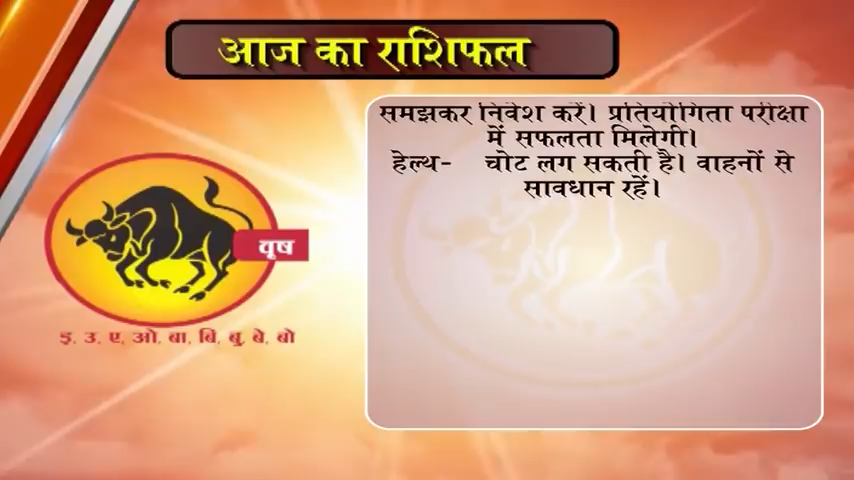 आज का राशिफल
समझकर निवेश करें। प्रतियोगिता परीक्षा
में सफलता मिलेगी।
हेल्थ- चोट लग सकती है। वाहनों से
सावधान रहें।
वृष
इ, उ, ए, ओ, बा, बि, बु, बे, बो